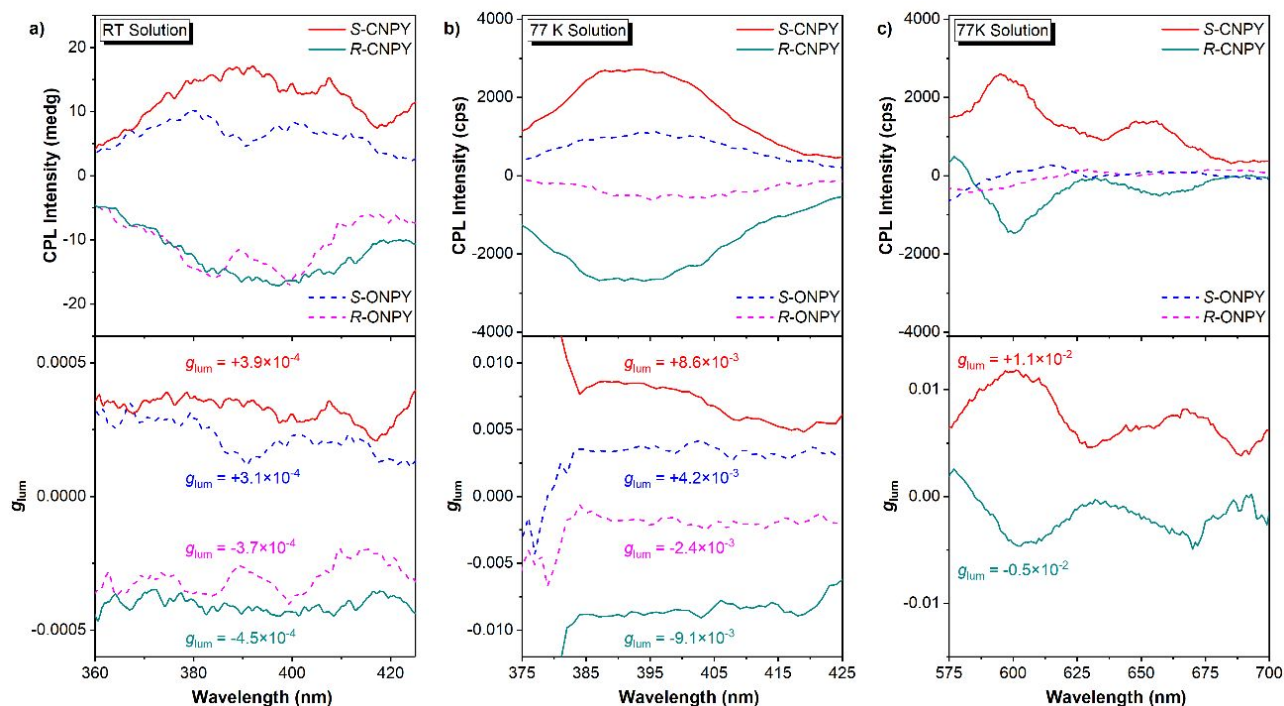 a)
RT Solution
S-CNPY
R-CNPY
CPL Intensity (medg)
20
10
0
-10
-20
S-ONPY
R-ONPY
g_lum
0.0005
0.0000
-0.0005
g_lum = +3.9×10⁻⁴
g_lum = +3.1×10⁻⁴
g_lum = -3.7×10⁻⁴
g_lum = -4.5×10⁻⁴
360 380 400 420
Wavelength (nm)
b)
77 K Solution
S-CNPY
R-CNPY
CPL Intensity (cps)
4000
2000
0
-2000
-4000
S-ONPY
R-ONPY
0.010
0.005
0.000
-0.005
-0.010
g_lum = +8.6×10⁻³
g_lum = +4.2×10⁻³
g_lum = -2.4×10⁻³
g_lum = -9.1×10⁻³
375 385 395 405 415 425
Wavelength (nm)
c)
77K Solution
S-CNPY
R-CNPY
CPL Intensity (cps)
4000
2000
0
2000
-4000
S-ONPY
R-ONPY
0.01
0.00
-0.01
g_lum = +1.1×10⁻²
g_lum = -0.5×10⁻²
575 600 625 650 675 700
Wavelength (nm)